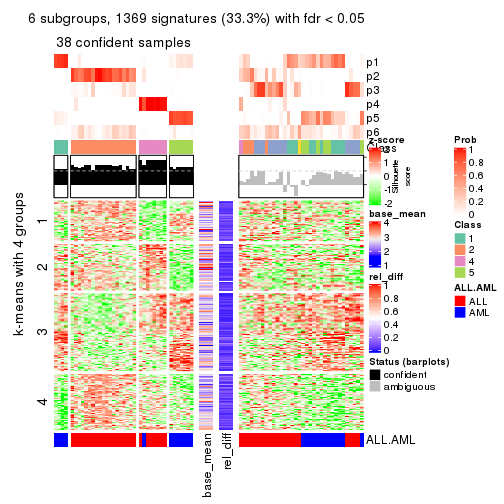 6 subgroups, 1369 signatures (33.3%) with fdr < 0.05
38 confident samples
p1
p2
p3
p4
p5
p6
Class
z-score
2
1
0
-1
-2
Silhouette
score
Prob
1
0.8
0.6
0.4
0.2
0
base_mean
4
3
2
1
Class
1
2
4
5
rel_diff
1
0.8
0.6
0.4
0.2
0
ALL.AML
ALL
AML
Status (barplots)
confident
ambiguous
k-means with 4 groups
1
2
3
4
ALL.AML
base_mean
rel_diff